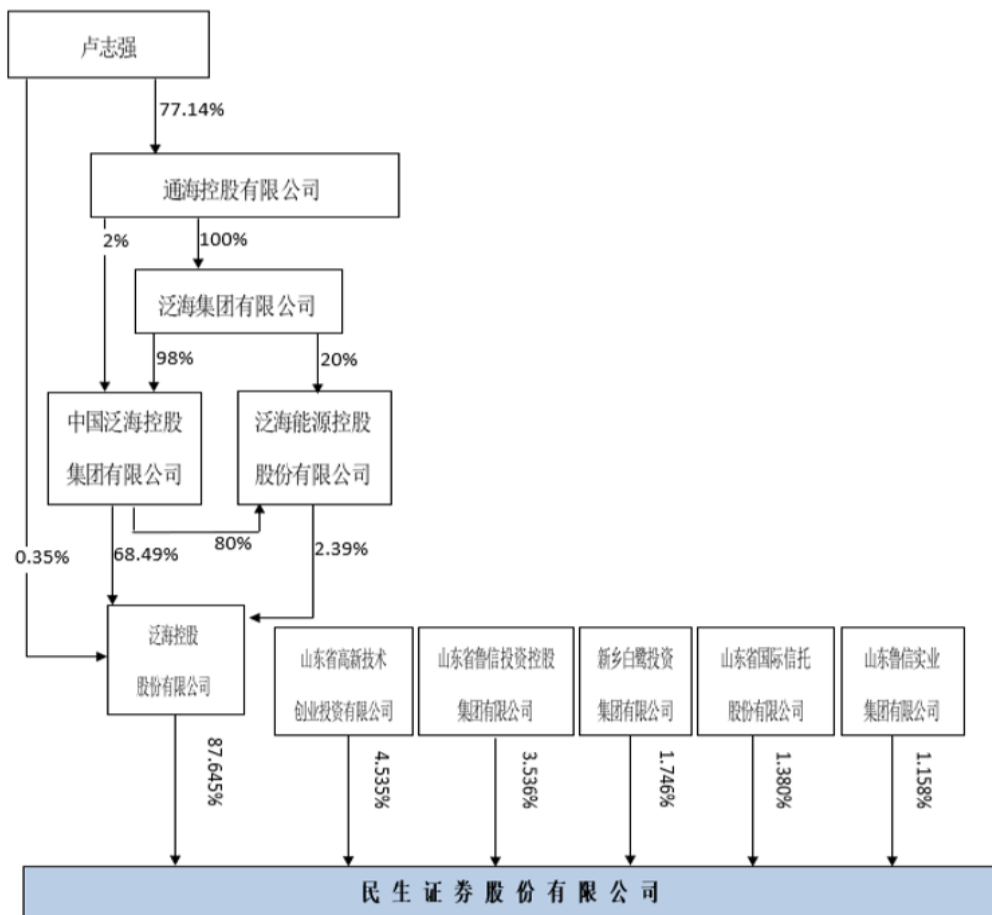 卢志强
77.14%
通海控股有限公司
2%
100%
泛海集团有限公司
98%
20%
中国泛海控股
集团有限公司
泛海能源控股
股份有限公司
0.35%
68.49%
80%
2.39%
泛海控股
股份有限公司
山东省高新技术
创业投资有限公司
山东省鲁信投资控股
集团有限公司
新乡白鹭投资
集团有限公司
山东省国际信托
股份有限公司
山东鲁信实业
集团有限公司
87.645%
4.535%
3.536%
1.746%
1.380%
1.158%
民生证券股份有限公司